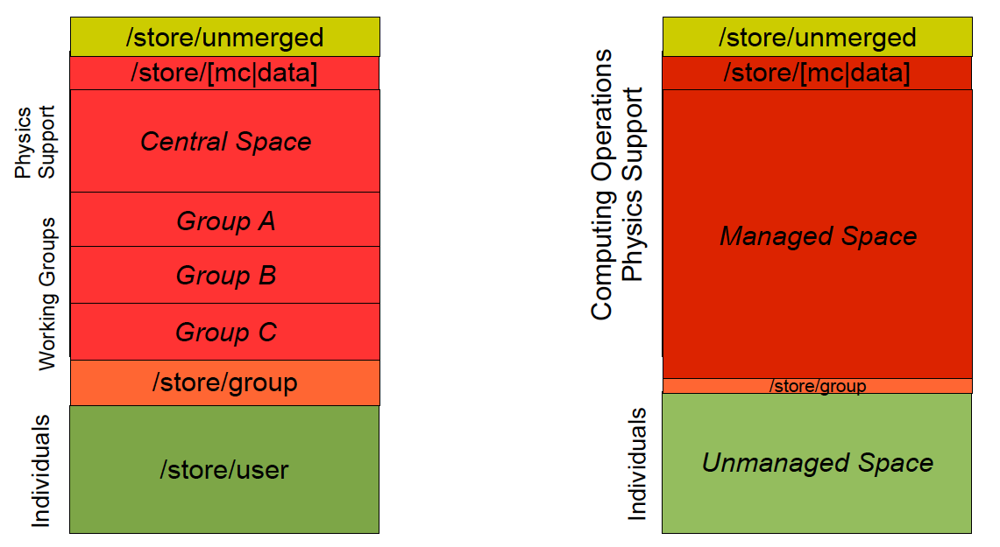 /store/unmerged
/store/[mc|data]
Physics
Support
Central Space
Working Groups
Group A
Group B
Group C
/store/group
Individuals
/store/user
/store/unmerged
/store/[mc|data]
Computing Operations
Physics Support
Managed Space
/store/group
Individuals
Unmanaged Space